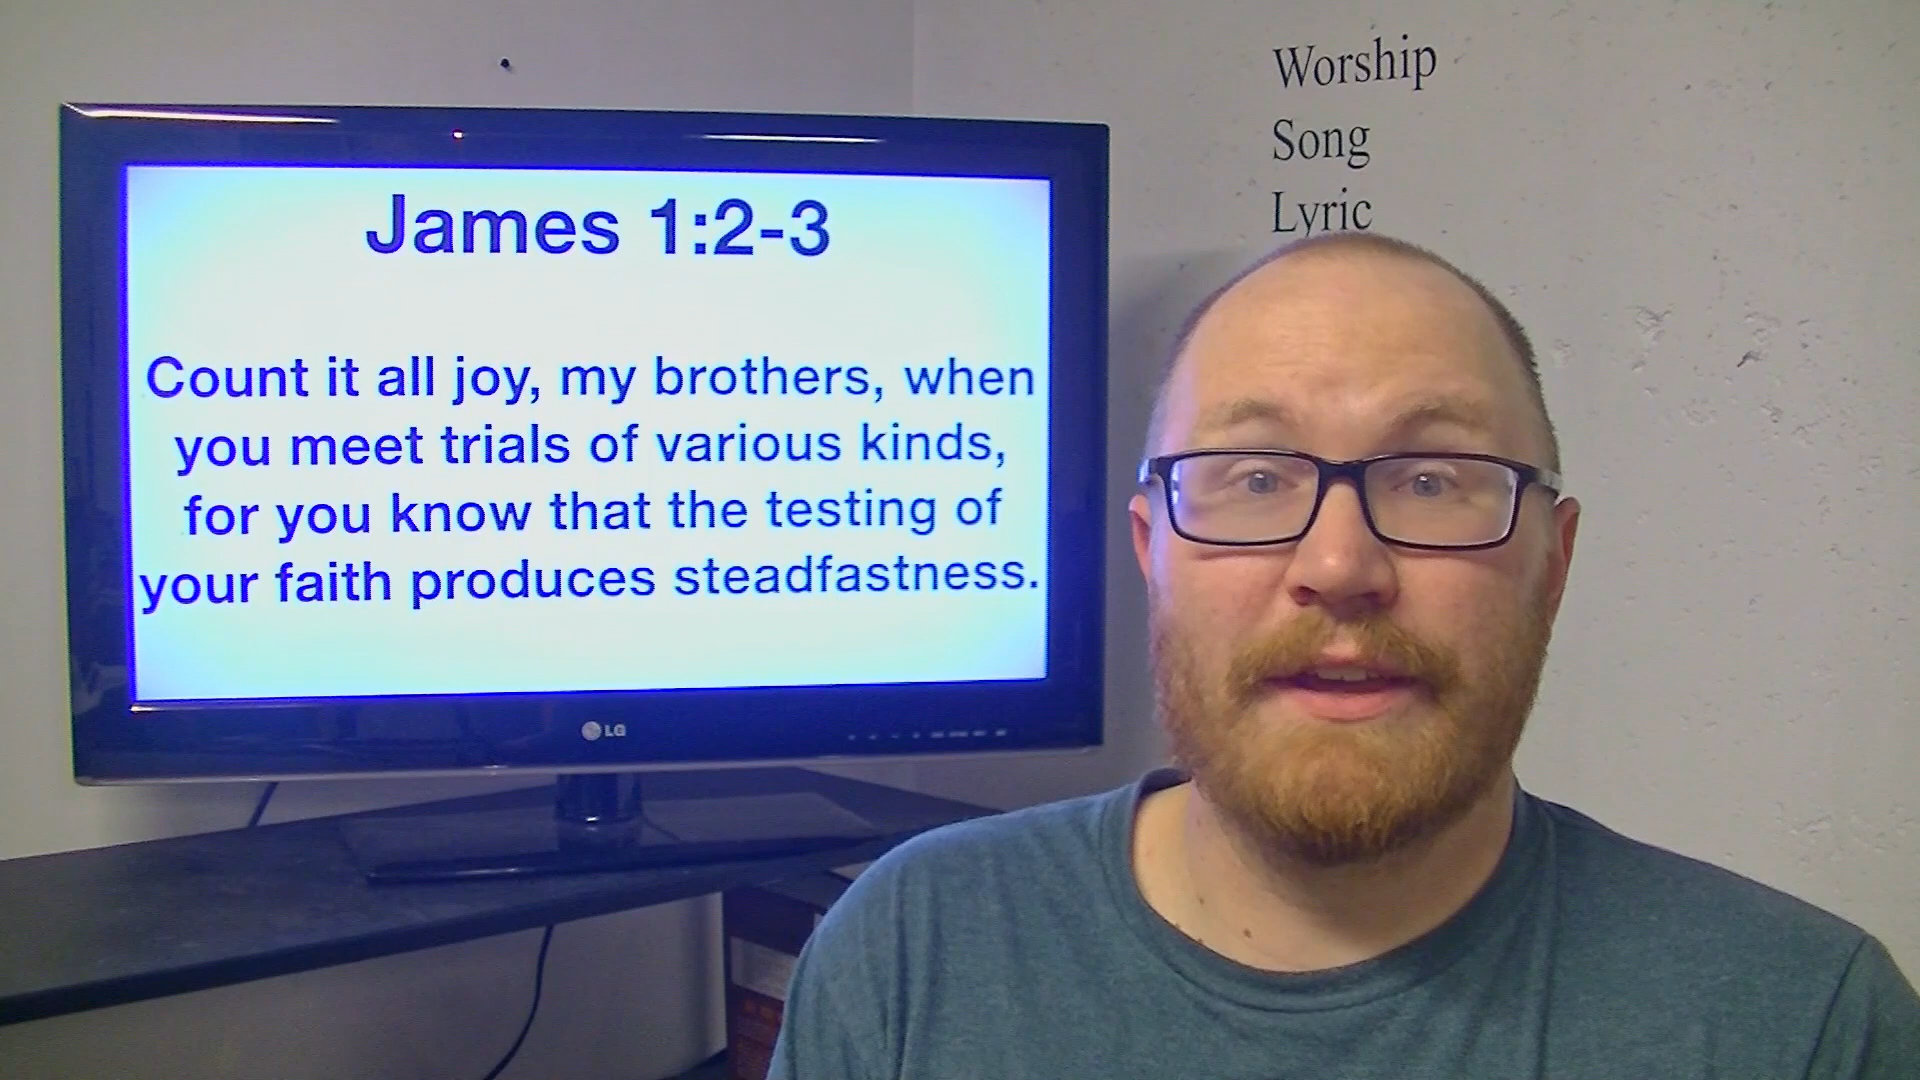 James 1:2-3
Count it all joy, my brothers, when
you meet trials of various kinds,
for you know that the testing of
your faith produces steadfastness.
LG
Worship
Song
Lyric